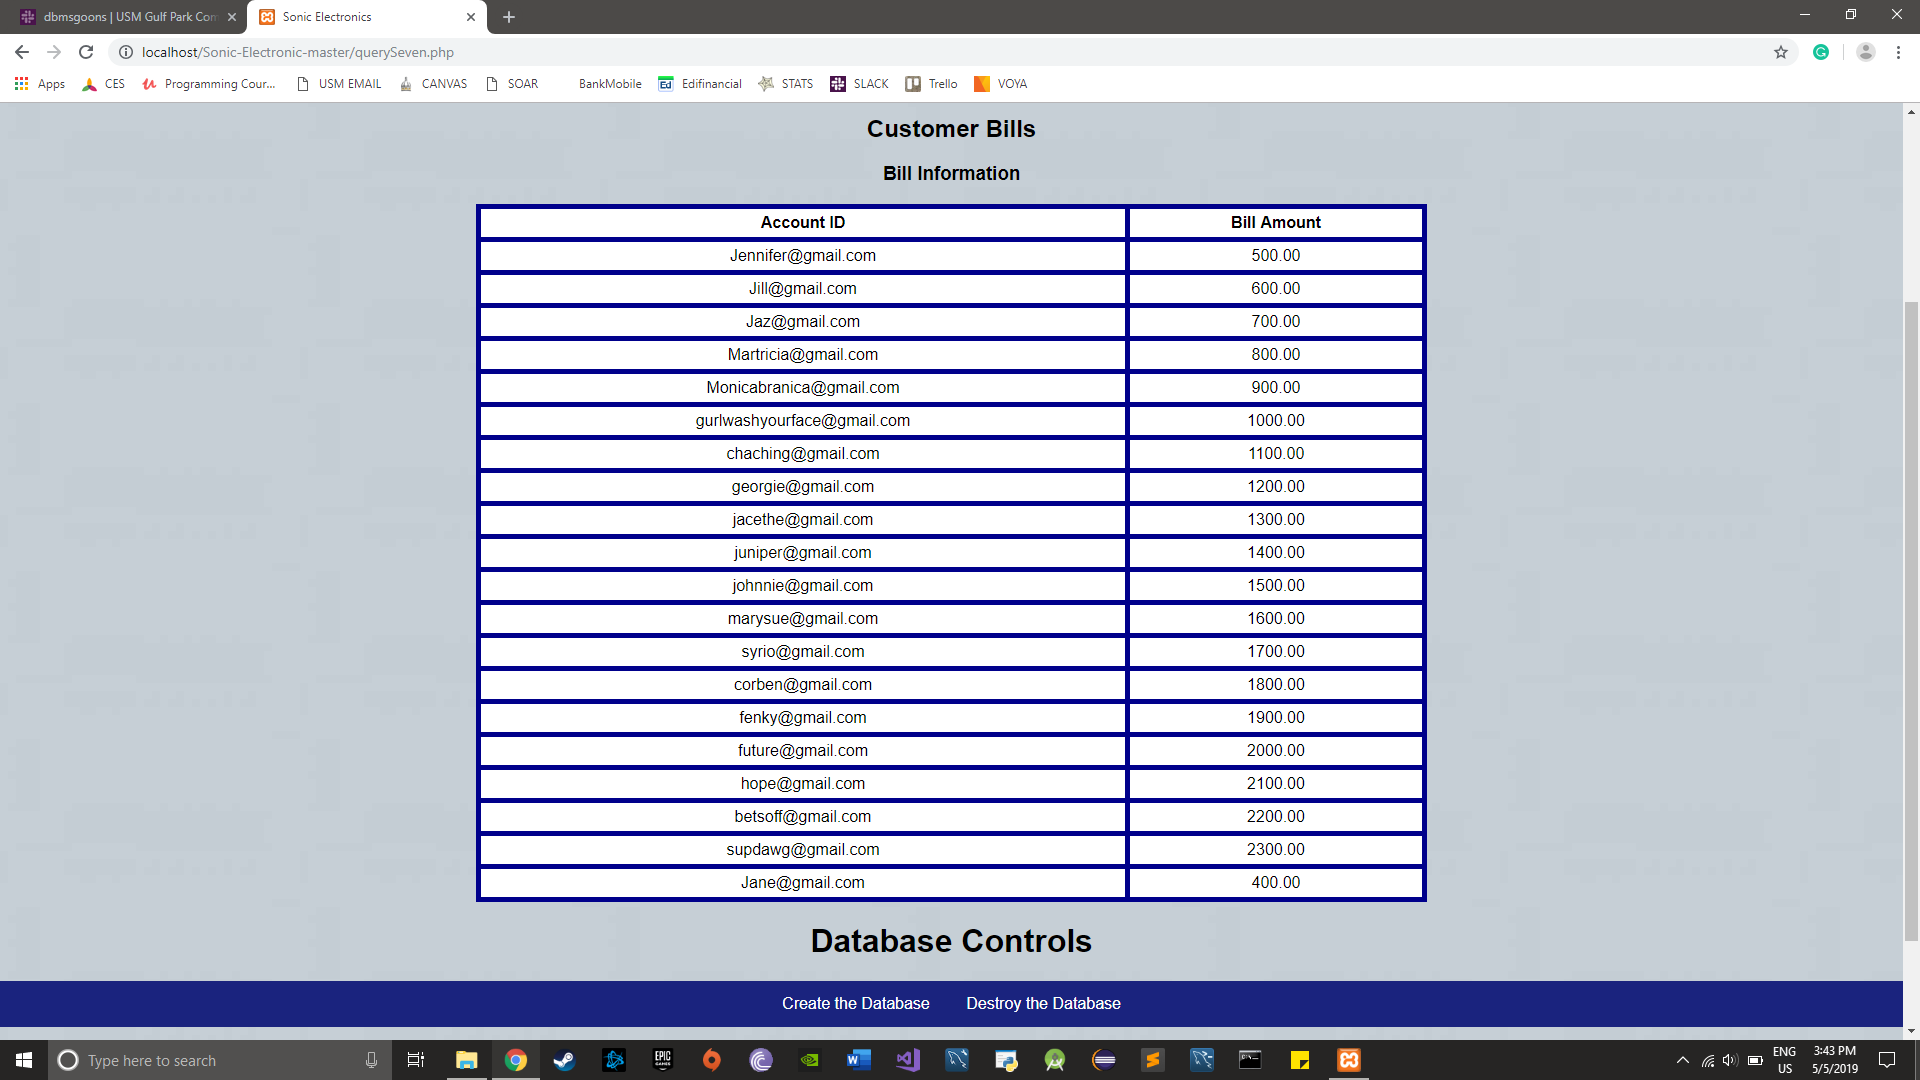 dbmsgoons | USM Gulf Park Con
Sonic Electronics
localhost/Sonic-Electronic-master/querySeven.php
Apps CES Programming Cour... USM EMAIL CANVAS SOAR BankMobile Edifinancial STATS SLACK Trello VOYA
Customer Bills
Bill Information
Account ID Bill Amount
Jennifer@gmail.com 500.00
Jill@gmail.com 600.00
Jaz@gmail.com 700.00
Martricia@gmail.com 800.00
Monicabranica@gmail.com 900.00
gurlwashyourface@gmail.com 1000.00
chaching@gmail.com 1100.00
georgie@gmail.com 1200.00
jacethe@gmail.com 1300.00
juniper@gmail.com 1400.00
johnnie@gmail.com 1500.00
marysue@gmail.com 1600.00
syrio@gmail.com 1700.00
corben@gmail.com 1800.00
fenky@gmail.com 1900.00
future@gmail.com 2000.00
hope@gmail.com 2100.00
betsoff@gmail.com 2200.00
supdawg@gmail.com 2300.00
Jane@gmail.com 400.00
Database Controls
Create the Database Destroy the Database
Type here to search
ENG
US
3:43 PM
5/5/2019